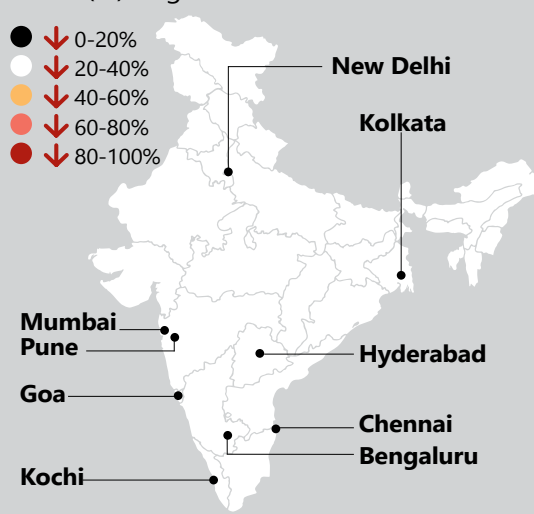 0-20%
20-40%
40-60%
60-80%
80-100%
New Delhi
Kolkata
Mumbai
Pune
Hyderabad
Goa
Chennai
Bengaluru
Kochi